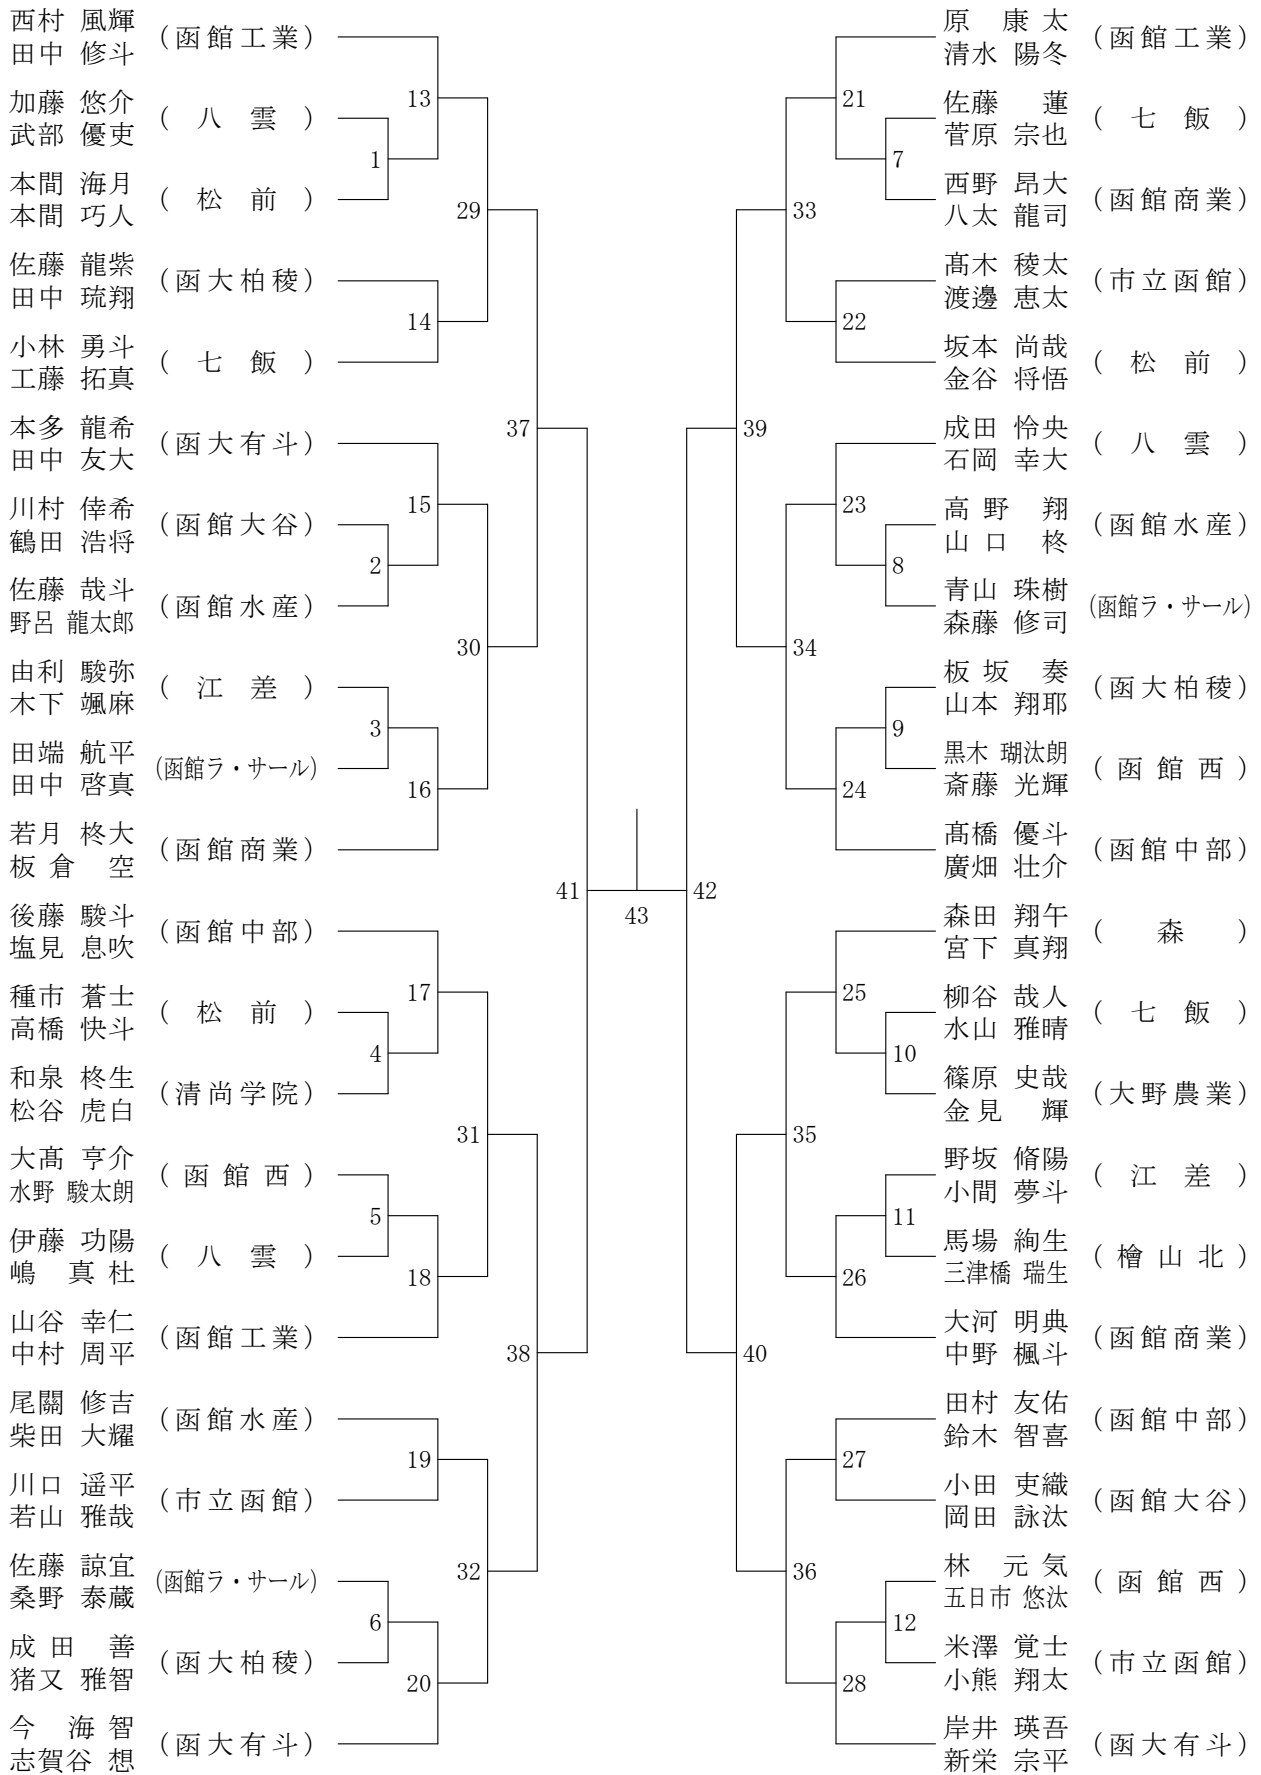 西村 風輝
田中 修斗 (函館工業)
加藤 悠介
武部 優吏 (八雲)
本間 海月
本間 巧人 (松前)
佐藤 龍紫
田中 琉翔 (函大柏稜)
小林 勇斗
工藤 拓真 (七飯)
本多 龍希
田中 友大 (函大有斗)
川村 倖希
鶴田 浩将 (函館大谷)
佐藤 哉斗
野呂 龍太郎 (函館水産)
由利 駿弥
木下 颯麻 (江差)
田端 航平
田中 啓真 (函館ラ・サール)
若月 柊大
板倉 空 (函館商業)
後藤 駿斗
塩見 息吹 (函館中部)
種市 蒼士
高橋 快斗 (松前)
和泉 柊生
松谷 虎白 (清尚学院)
大髙 亨介
水野 駿太朗 (函館西)
伊藤 功陽
嶋 真杜 (八雲)
山谷 幸仁
中村 周平 (函館工業)
尾關 修吉
柴田 大耀 (函館水産)
川口 遥平
若山 雅哉 (市立函館)
佐藤 諒宜
桑野 泰蔵 (函館ラ・サール)
成田 善
猪又 雅智 (函大柏稜)
今 海智
志賀谷 想 (函大有斗)
1
2
3
4
5
6
13
14
15
16
17
18
19
20
29
30
31
32
37
38
41
43
42
39
40
33
34
35
36
21
22
23
24
25
26
27
28
7
8
9
10
11
12
原 康太
清水 陽冬 (函館工業)
佐藤 蓮
菅原 宗也 (七飯)
西野 昂大
八太 龍司 (函館商業)
髙木 稜太
渡邊 恵太 (市立函館)
坂本 尚哉
金谷 将悟 (松前)
成田 怜央
石岡 幸大 (八雲)
高野 翔
山口 柊 (函館水産)
青山 珠樹
森藤 修司 (函館ラ・サール)
板坂 奏
山本 翔耶 (函大柏稜)
黒木 瑚汰朗
斎藤 光輝 (函館西)
髙橋 優斗
廣畑 壮介 (函館中部)
森田 翔午
宮下 真翔 (森)
柳谷 哉人
水山 雅晴 (七飯)
篠原 史哉
金見 輝 (大野農業)
野坂 脩陽
小間 夢斗 (江差)
馬場 絢生
三津橋 瑞生 (檜山北)
大河 明典
中野 楓斗 (函館商業)
田村 友佑
鈴木 智喜 (函館中部)
小田 吏織
岡田 詠汰 (函館大谷)
林 元気
五日市 悠汰 (函館西)
米澤 覚士
小熊 翔太 (市立函館)
岸井 瑛吾
新栄 宗平 (函大有斗)